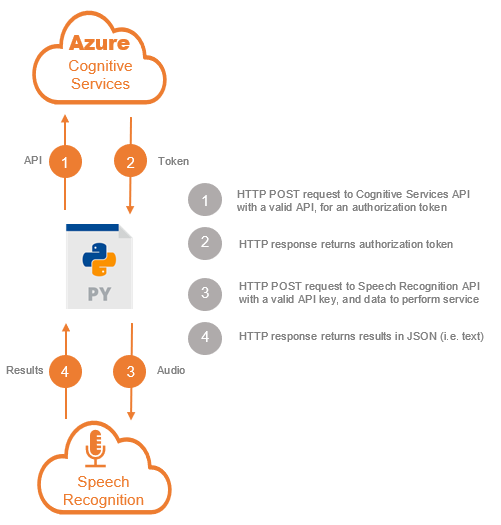 Azure
Cognitive
Services
API
1
2
Token
1
HTTP POST request to Cognitive Services API
with a valid API, for an authorization token
2
HTTP response returns authorization token
PY
3
HTTP POST request to Speech Recognition API
with a valid API key, and data to perform service
4
HTTP response returns results in JSON (i.e. text)
Results
4
3
Audio
Speech
Recognition